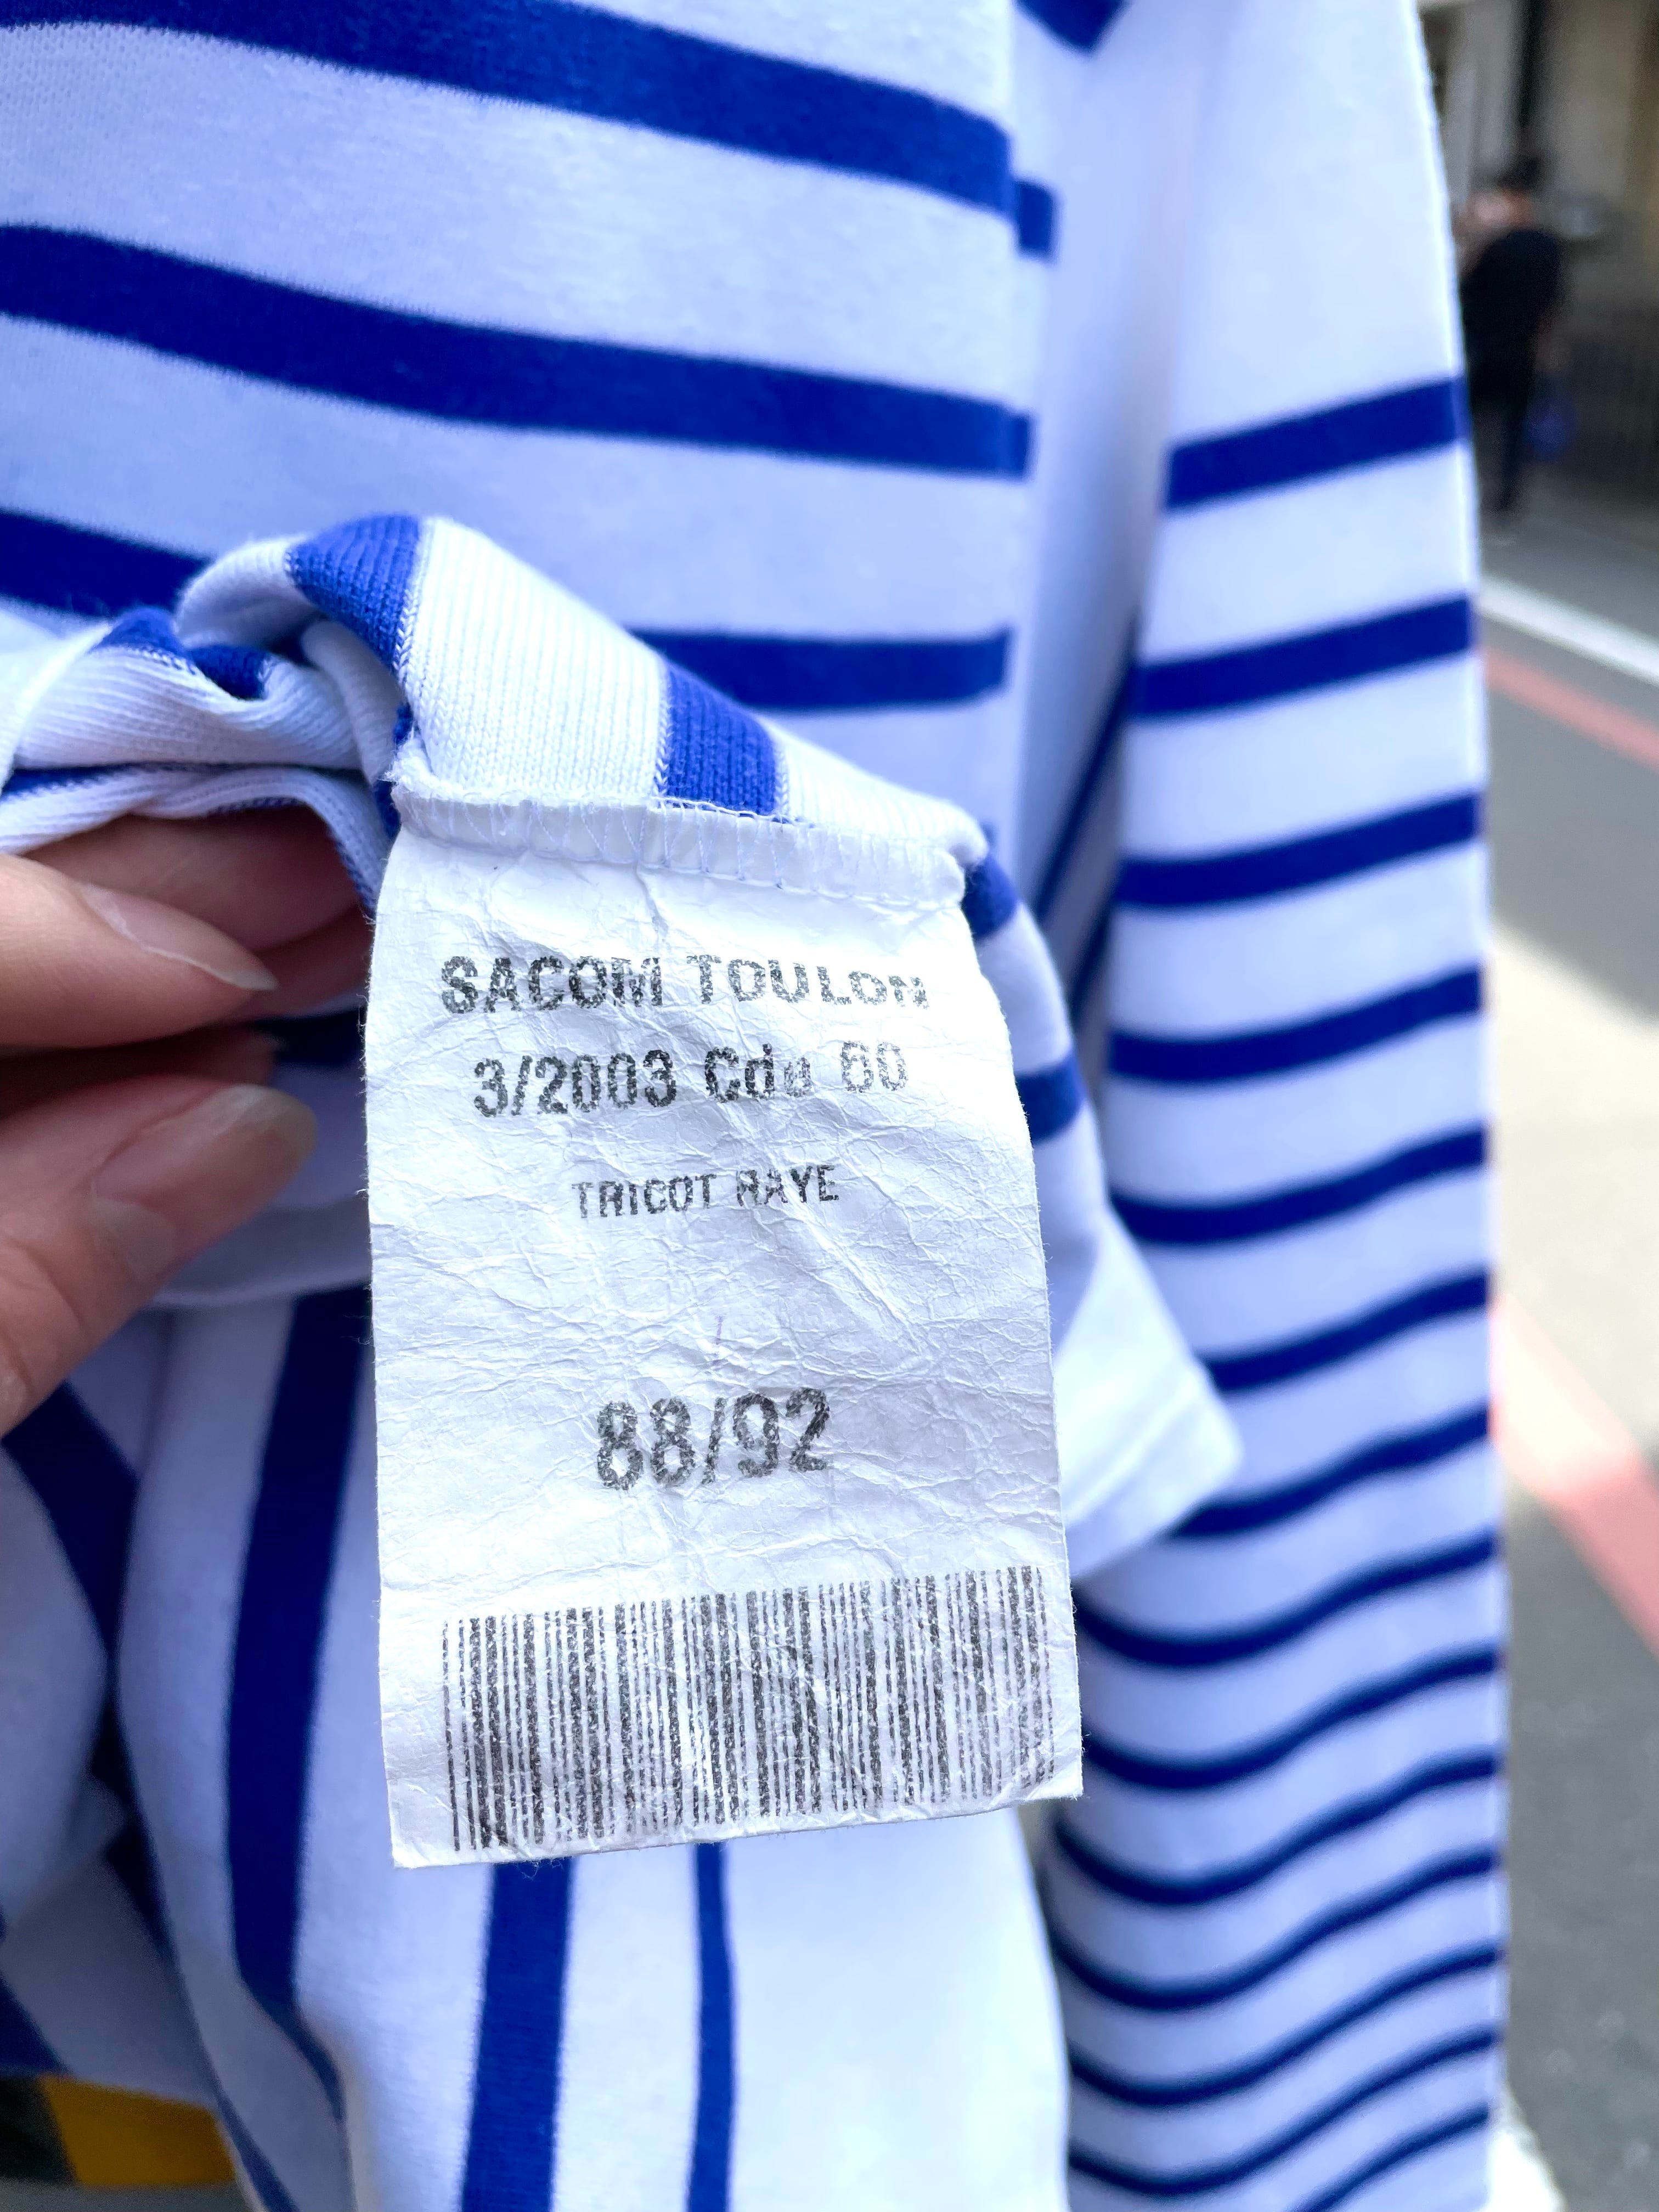 SACOM TOULON
3/2003 Cde 60
TRICOT RAYE
88/92